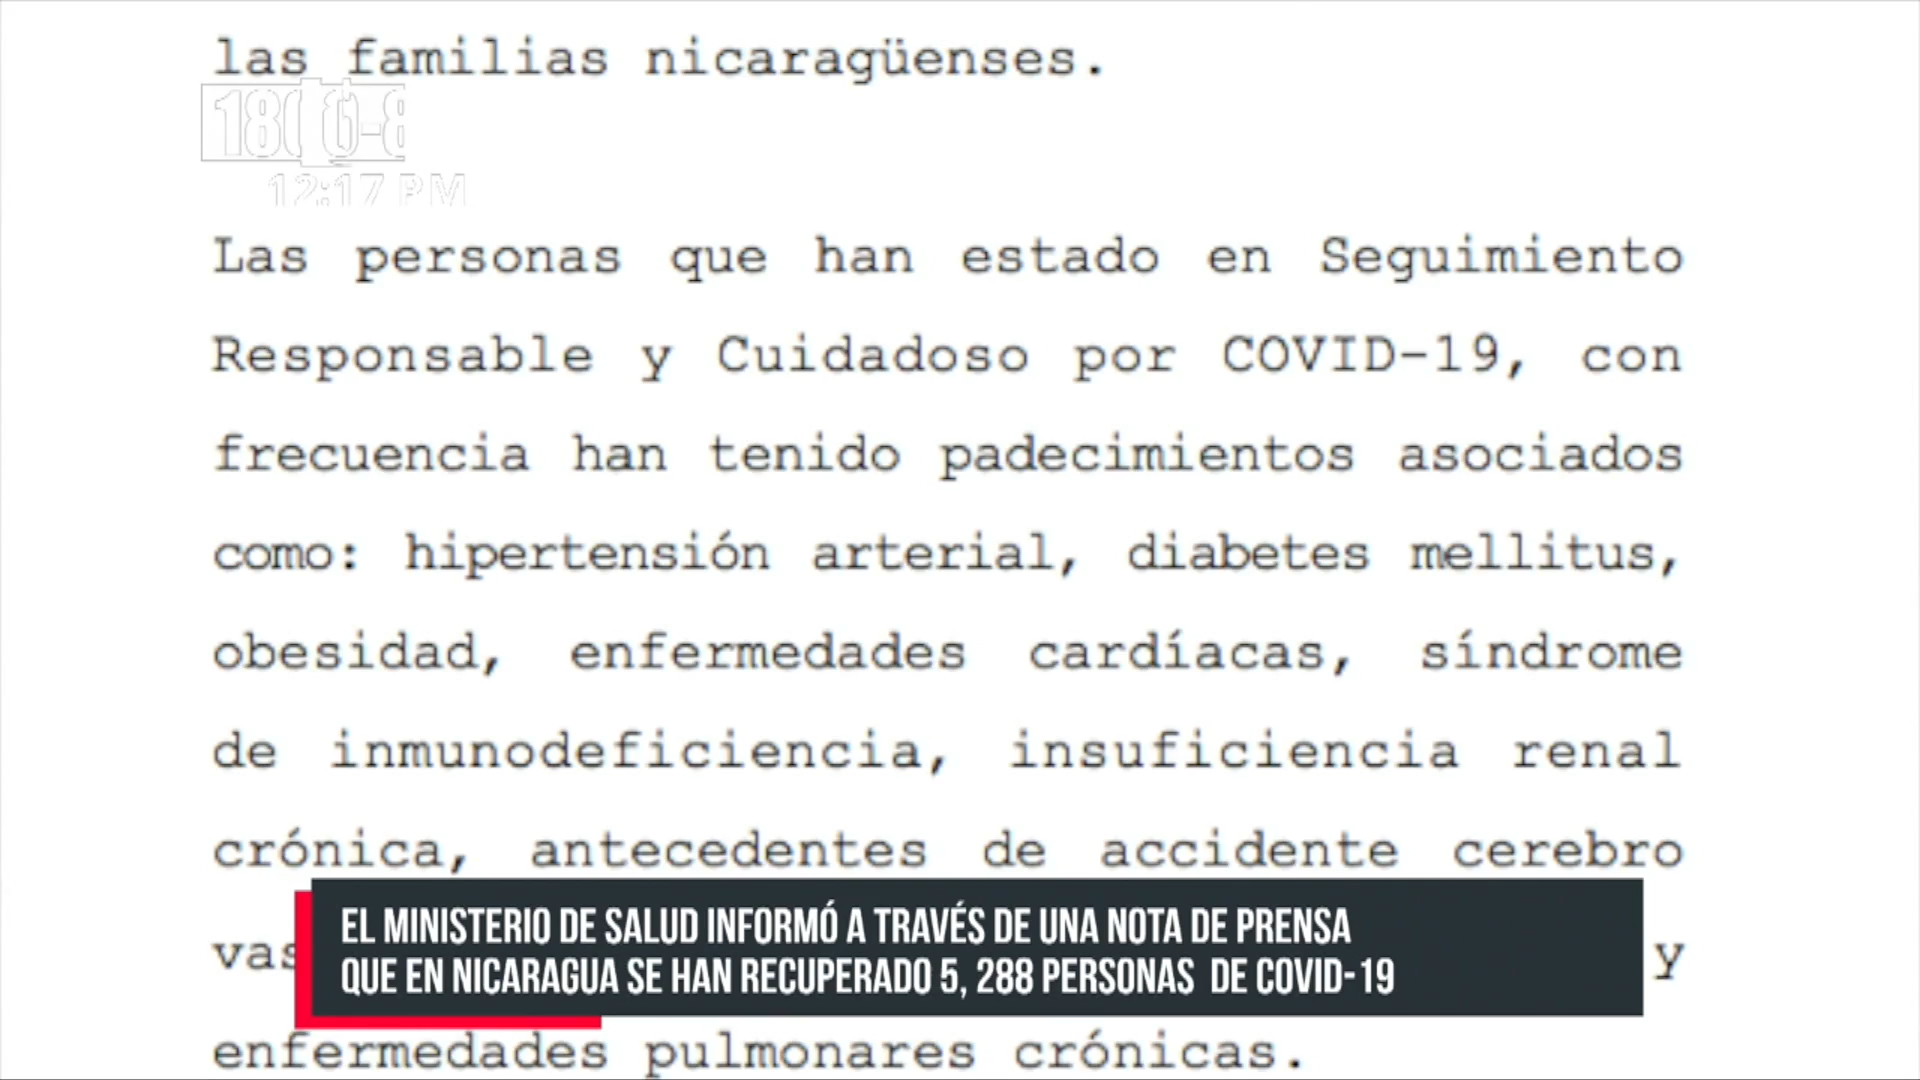 las familias nicaragüenses.
12:17 PM
Las personas que han estado en Seguimiento
Responsable y Cuidadoso por COVID-19, con
frecuencia han tenido padecimientos asociados
como: hipertensión arterial, diabetes mellitus,
obesidad, enfermedades cardíacas, síndrome
de inmunodeficiencia, insuficiencia renal
crónica, antecedentes de accidente cerebro
y
EL MINISTERIO DE SALUD INFORMÓ A TRAVÉS DE UNA NOTA DE PRENSA
QUE EN NICARAGUA SE HAN RECUPERADO 5, 288 PERSONAS DE COVID-19
enfermedades pulmonares crónicas.